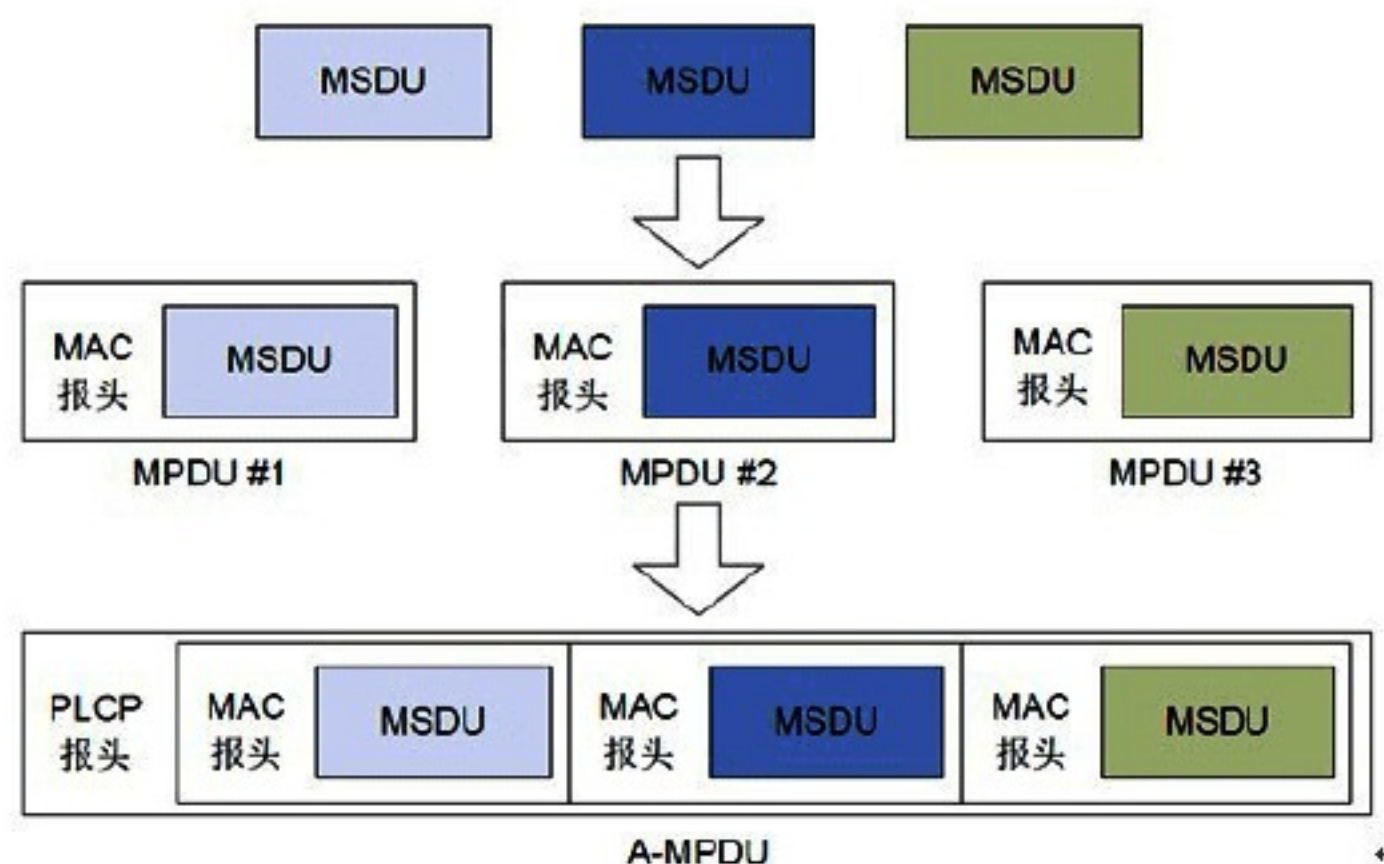 MSDU MSDU MSDU
MAC 报头 MSDU MAC 报头 MSDU MAC 报头 MSDU
MPDU #1 MPDU #2 MPDU #3
PLCP 报头 MAC 报头 MSDU MAC 报头 MSDU MAC 报头 MSDU
A-MPDU